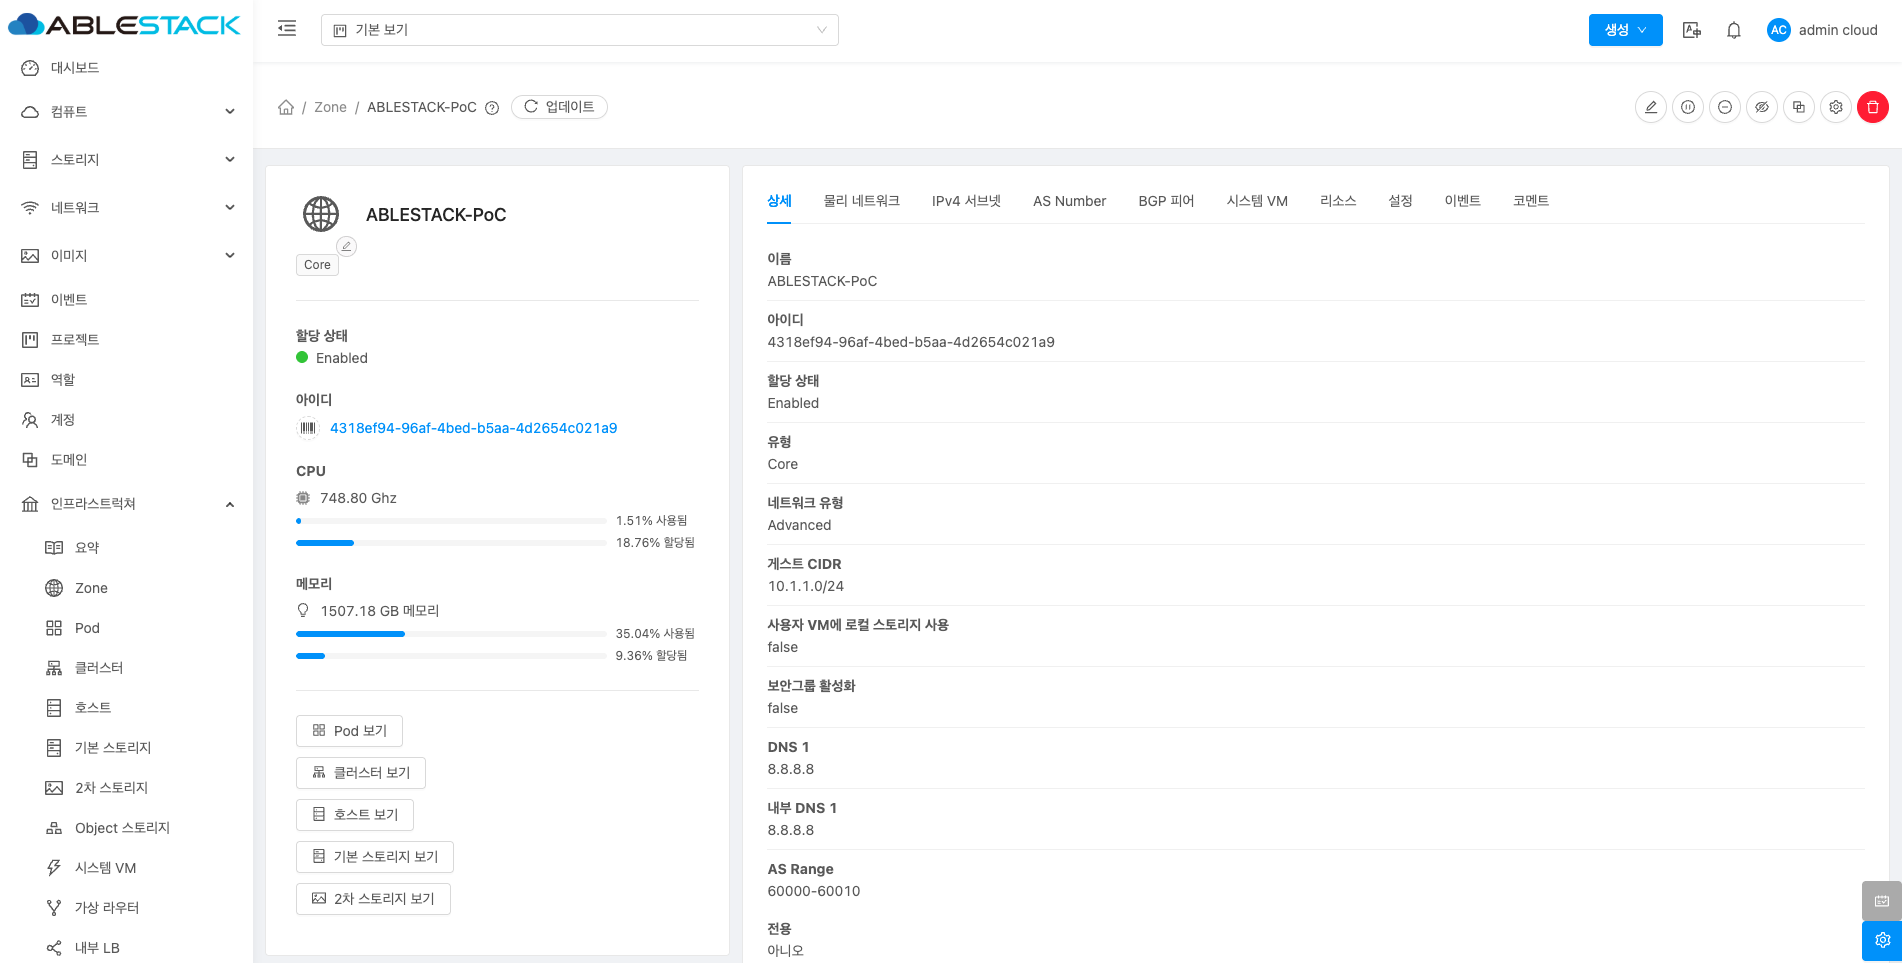 ABLESTACK
기본 보기
생성
AC
admin cloud
대시보드
컴퓨트
스토리지
네트워크
이미지
이벤트
프로젝트
역할
계정
도메인
인프라스트럭쳐
요약
Zone
Pod
클러스터
호스트
기본 스토리지
2차 스토리지
Object 스토리지
시스템 VM
가상 라우터
내부 LB
/ Zone / ABLESTACK-PoC
업데이트
ABLESTACK-PoC
Core
할당 상태
Enabled
아이디
4318ef94-96af-4bed-b5aa-4d2654c021a9
CPU
748.80 Ghz
1.51% 사용됨
18.76% 할당됨
메모리
1507.18 GB 메모리
35.04% 사용됨
9.36% 할당됨
Pod 보기
클러스터 보기
호스트 보기
기본 스토리지 보기
2차 스토리지 보기
상세 물리 네트워크 IPv4 서브넷 AS Number BGP 피어 시스템 VM 리소스 설정 이벤트 코멘트
이름
ABLESTACK-PoC
아이디
4318ef94-96af-4bed-b5aa-4d2654c021a9
할당 상태
Enabled
유형
Core
네트워크 유형
Advanced
게스트 CIDR
10.1.1.0/24
사용자 VM에 로컬 스토리지 사용
false
보안그룹 활성화
false
DNS 1
8.8.8.8
내부 DNS 1
8.8.8.8
AS Range
60000-60010
전용
아니오